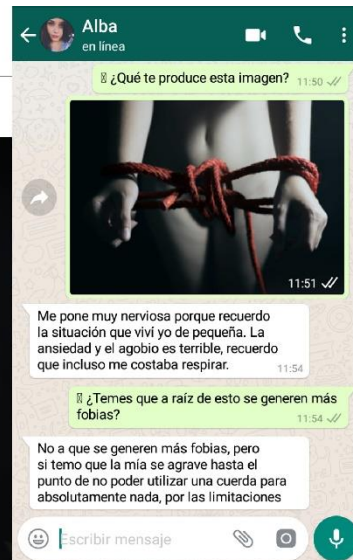 Alba
en línea
¿Qué te produce esta imagen? 11:50
11:51
Me pone muy nerviosa porque recuerdo
la situación que viví yo de pequeña. La
ansiedad y el agobio es terrible, recuerdo
que incluso me costaba respirar. 11:54
¿Temes que a raíz de esto se generen más
fobias? 11:54
No a que se generen más fobias, pero
si temo que la mía se agrave hasta el
punto de no poder utilizar una cuerda para
absolutamente nada, por las limitaciones
Escribir mensaje